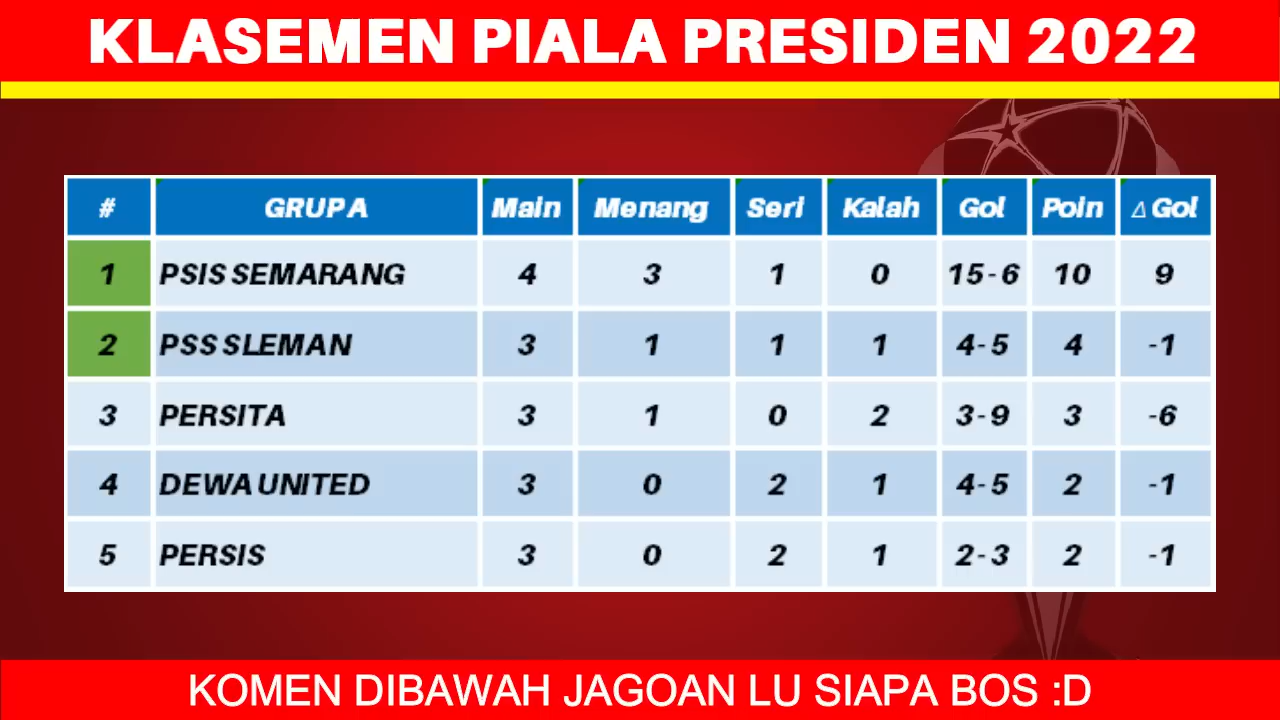 KLASEMEN PIALA PRESIDEN 2022
# GRUP A Main Menang Seri Kalah Gol Poin △ Gol
1 PSIS SEMARANG 4 3 1 0 15 - 6 10 9
2 PSS SLEMAN 3 1 1 1 4 - 5 4 -1
3 PERSITA 3 1 0 2 3 - 9 3 -6
4 DEWA UNITED 3 0 2 1 4 - 5 2 -1
5 PERSIS 3 0 2 1 2 - 3 2 -1
KOMEN DIBAWAH JAGOAN LU SIAPA BOS :D